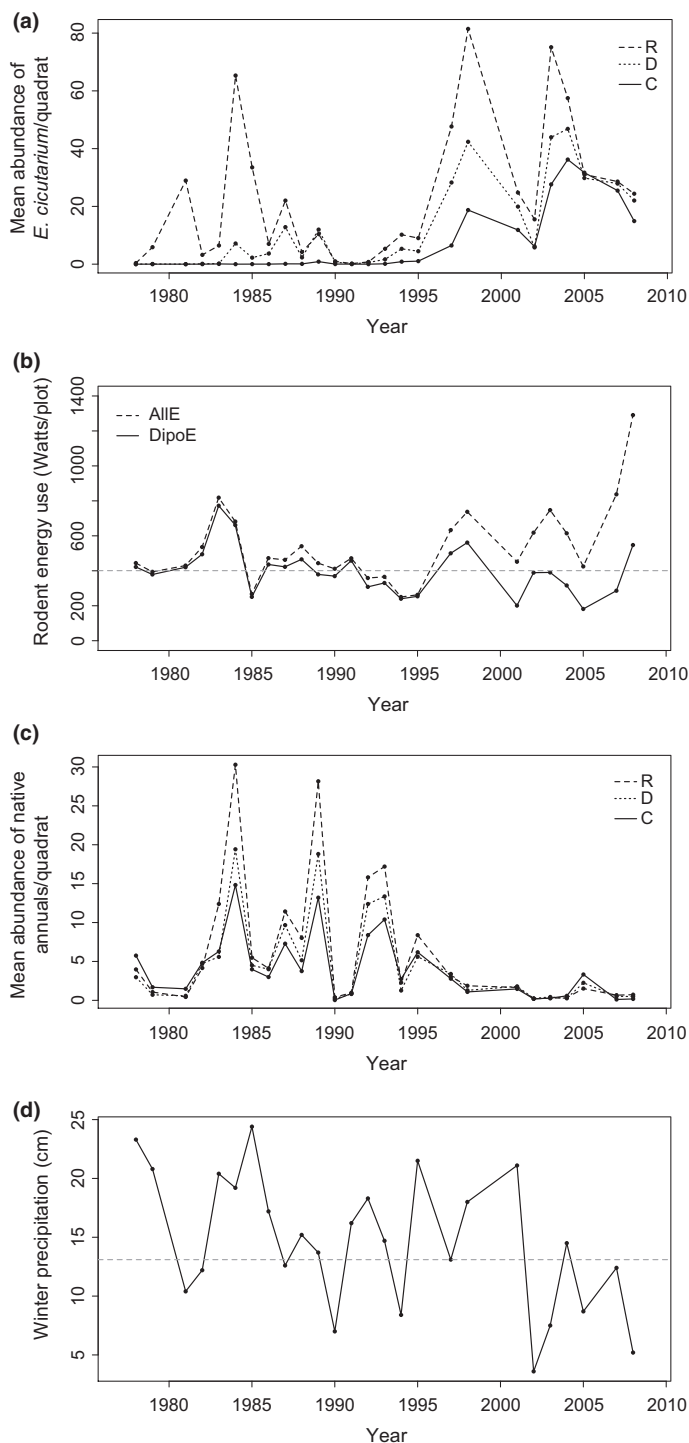 (a)
Mean abundance of
E. cicutarium/quadrat
80
60
40
20
0
R
D
C
1980 1985 1990 1995 2000 2005 2010
Year
(b)
Rodent energy use (Watts/plot)
1400
1000
600
200
0
AllE
DipoE
1980 1985 1990 1995 2000 2005 2010
Year
(c)
Mean abundance of native
annuals/quadrat
30
25
20
15
10
5
0
R
D
C
1980 1985 1990 1995 2000 2005 2010
Year
(d)
Winter precipitation (cm)
25
20
15
10
5
1980 1985 1990 1995 2000 2005 2010
Year